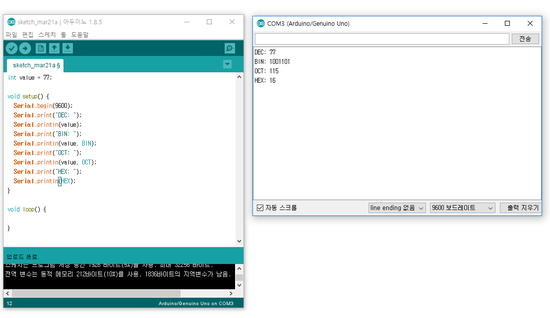 sketch_mar21a | 아두이노 1.8.5
파일 편집 스케치 툴 도움말
sketch_mar21a §
int value = 77;
void setup() {
Serial.begin(9600);
Serial.print("DEC: ");
Serial.println(value);
Serial.print("BIN: ");
Serial.println(value, BIN);
Serial.print("OCT: ");
Serial.println(value, OCT);
Serial.print("HEX: ");
Serial.println(HEX);
}
void loop() {
}
업로드 완료.
스케치는 프로그램 저장 공간 1938 바이트(6%)를 사용. 최대 32256 바이트.
전역 변수는 동적 메모리 212바이트(10%)를 사용, 1836바이트의 지역변수가 남음.
12
Arduino/Genuino Uno on COM3
COM3 (Arduino/Genuino Uno)
전송
DEC: 77
BIN: 1001101
OCT: 115
HEX: 16
자동 스크롤
line ending 없음
9600 보드레이트
출력 지우기